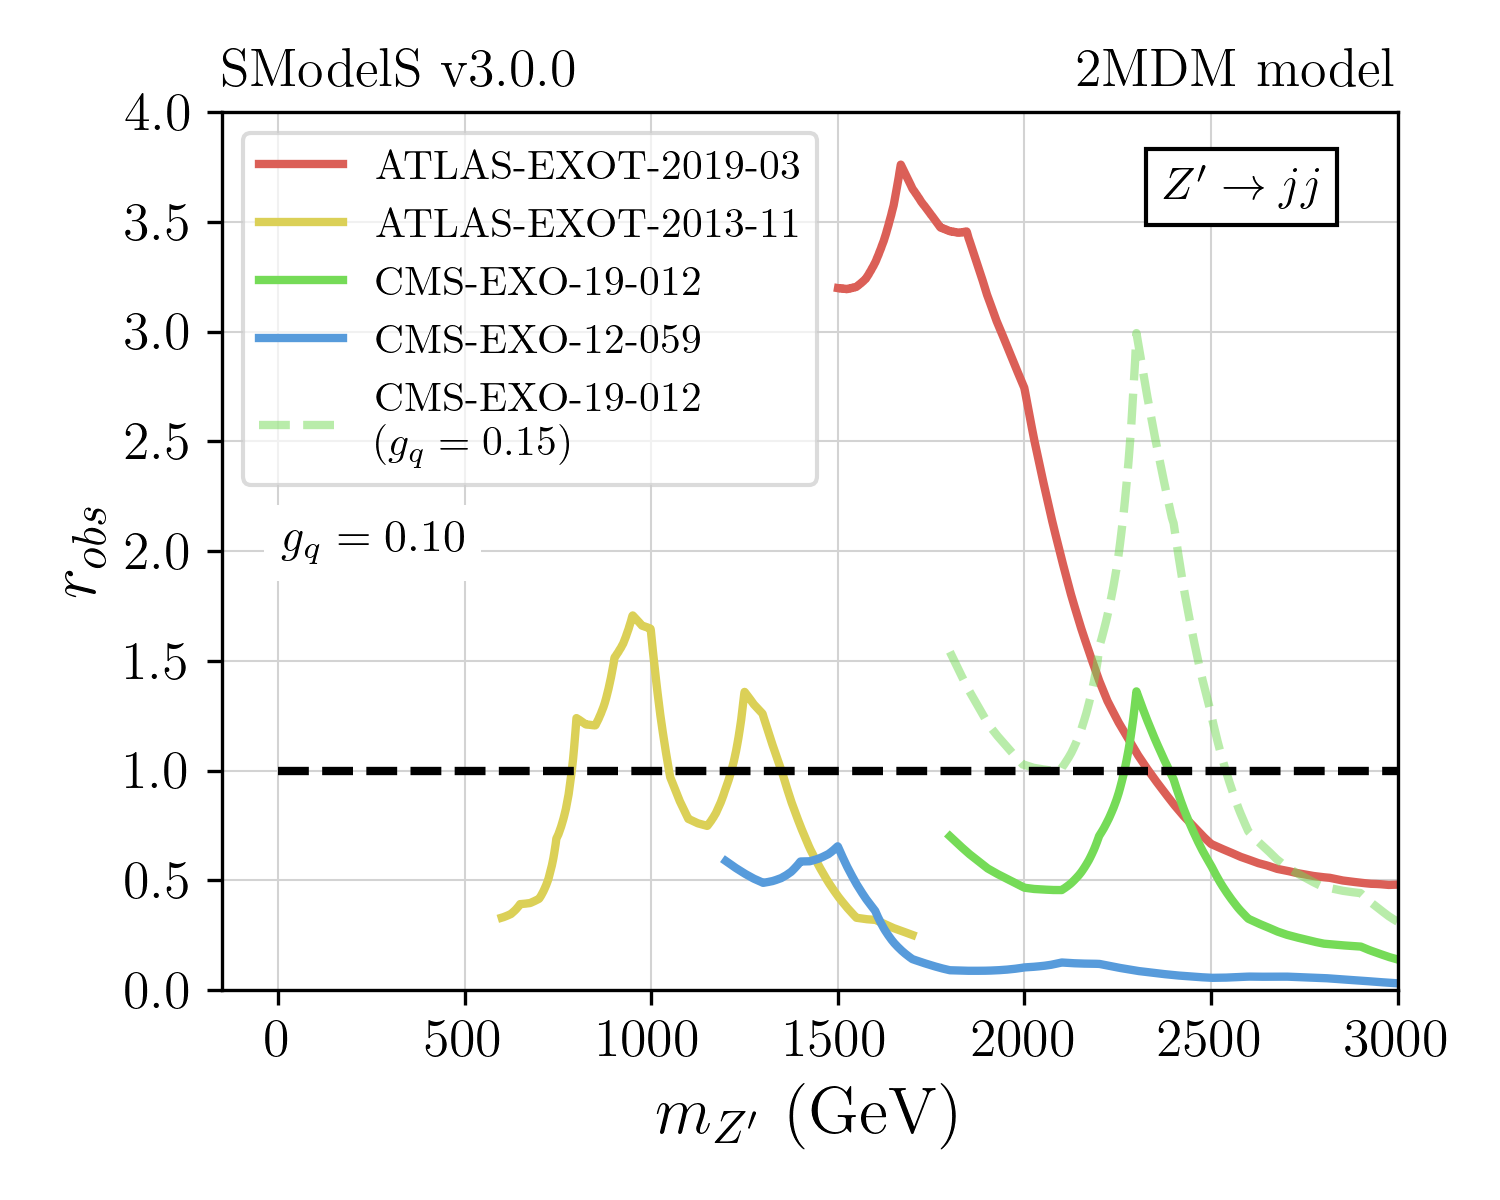 SModelS v3.0.0
2MDM model
4.0
3.5
3.0
2.5
2.0
1.5
1.0
0.5
0.0
r_obs
ATLAS-EXOT-2019-03
ATLAS-EXOT-2013-11
CMS-EXO-19-012
CMS-EXO-12-059
CMS-EXO-19-012
(g_q = 0.15)
Z′ → jj
g_q = 0.10
0 500 1000 1500 2000 2500 3000
m_Z′ (GeV)